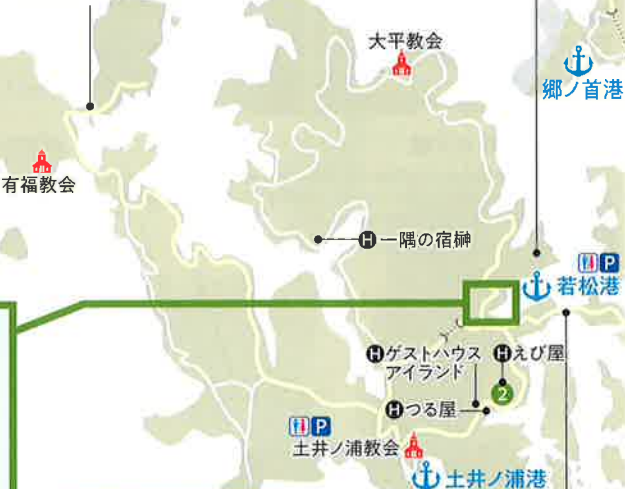 大平教会
郷ノ首港
有福教会
H 一隅の宿榊
P
若松港
H ゲストハウス
アイランド
H えび屋
2
H つる屋
P
土井ノ浦教会
土井ノ浦港